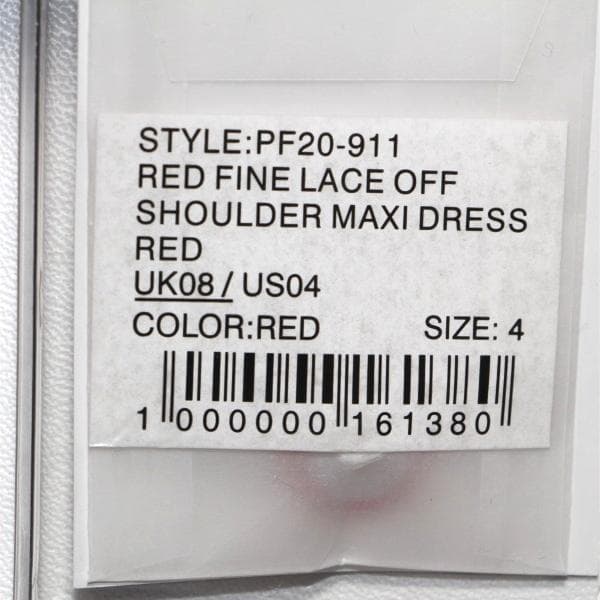 STYLE:PF20-911
RED FINE LACE OFF
SHOULDER MAXI DRESS
RED
UK08 / US04
COLOR:RED SIZE: 4
1 000000 161380